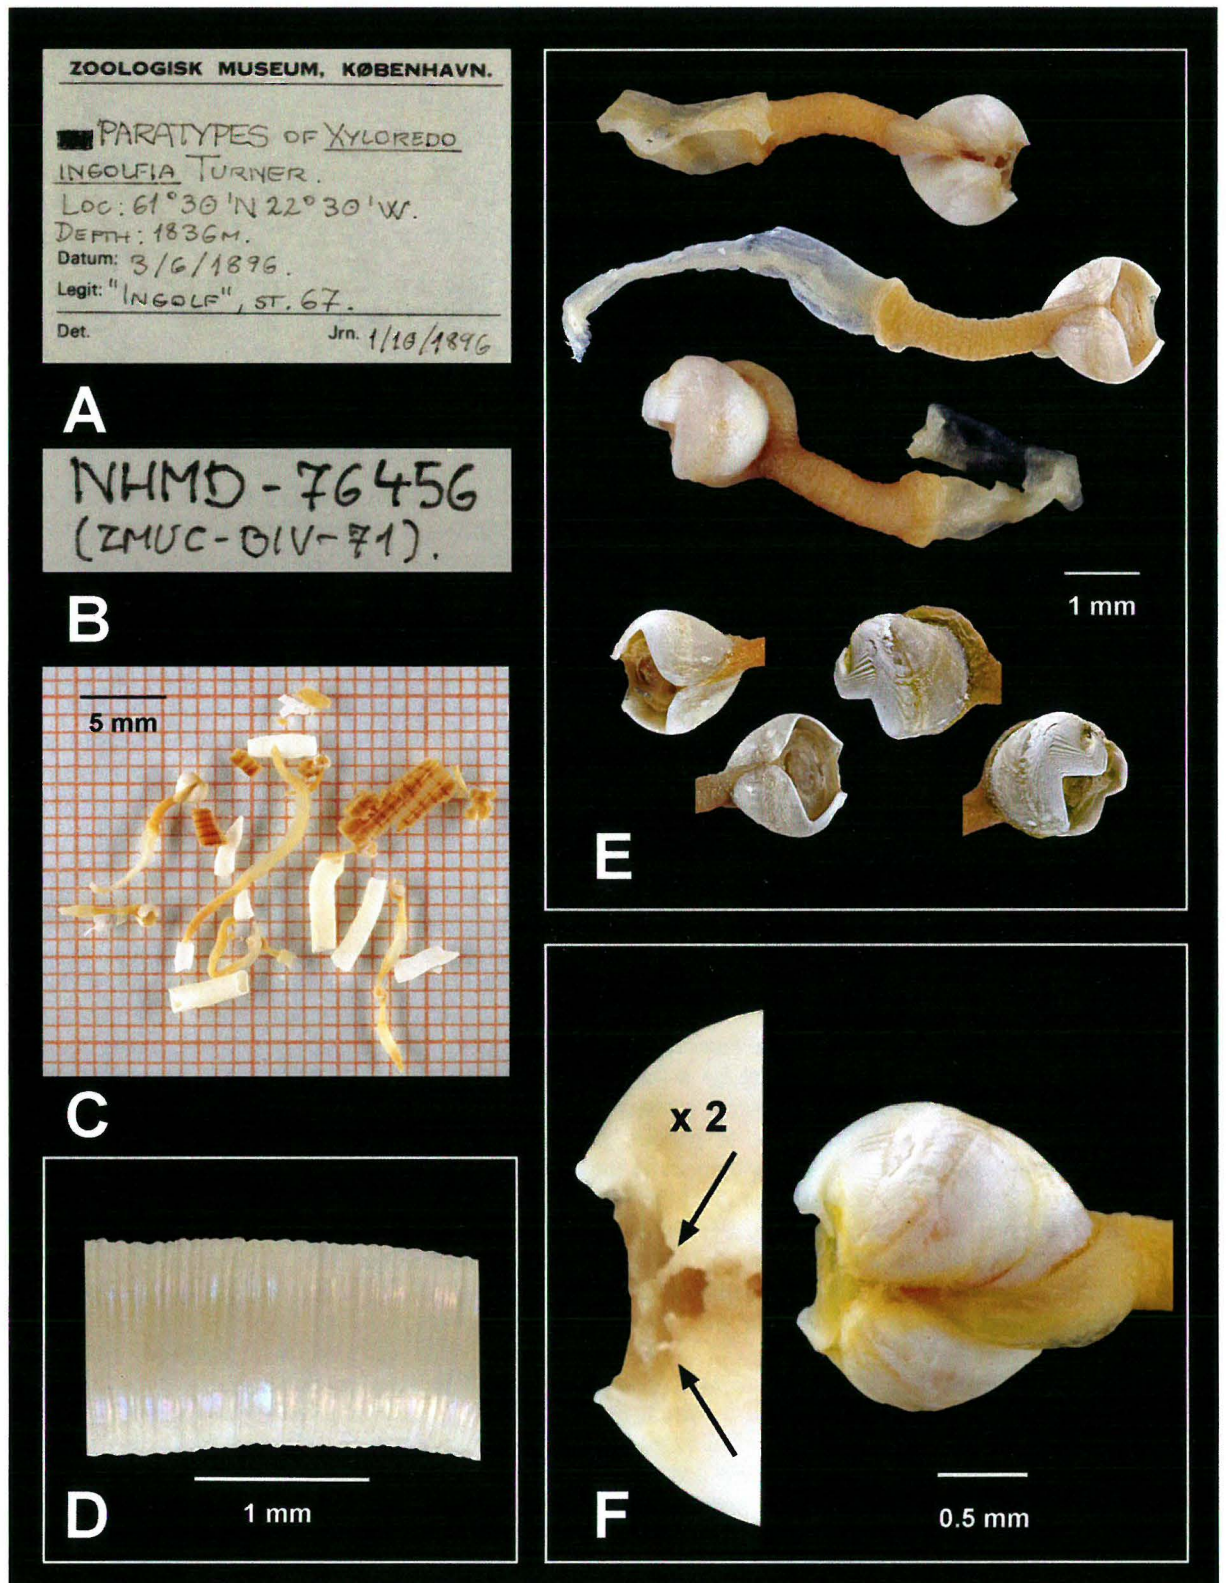 ZOOLOGISK MUSEUM, KØBENHAVN.
PARATYPES OF XYLOREDO
INGOLFIA TURNER.
LOC: 61°30'N 22°30'W.
DEPTH: 1836M.
Datum: 3/6/1896.
Legit: "INGOLF", ST. 67.
Det. Jrn. 1/10/1896
A
NHMD-76456
(ZMUC-BIV-71).
B
5 mm
C
1 mm
D
1 mm
E
x 2
0.5 mm
F